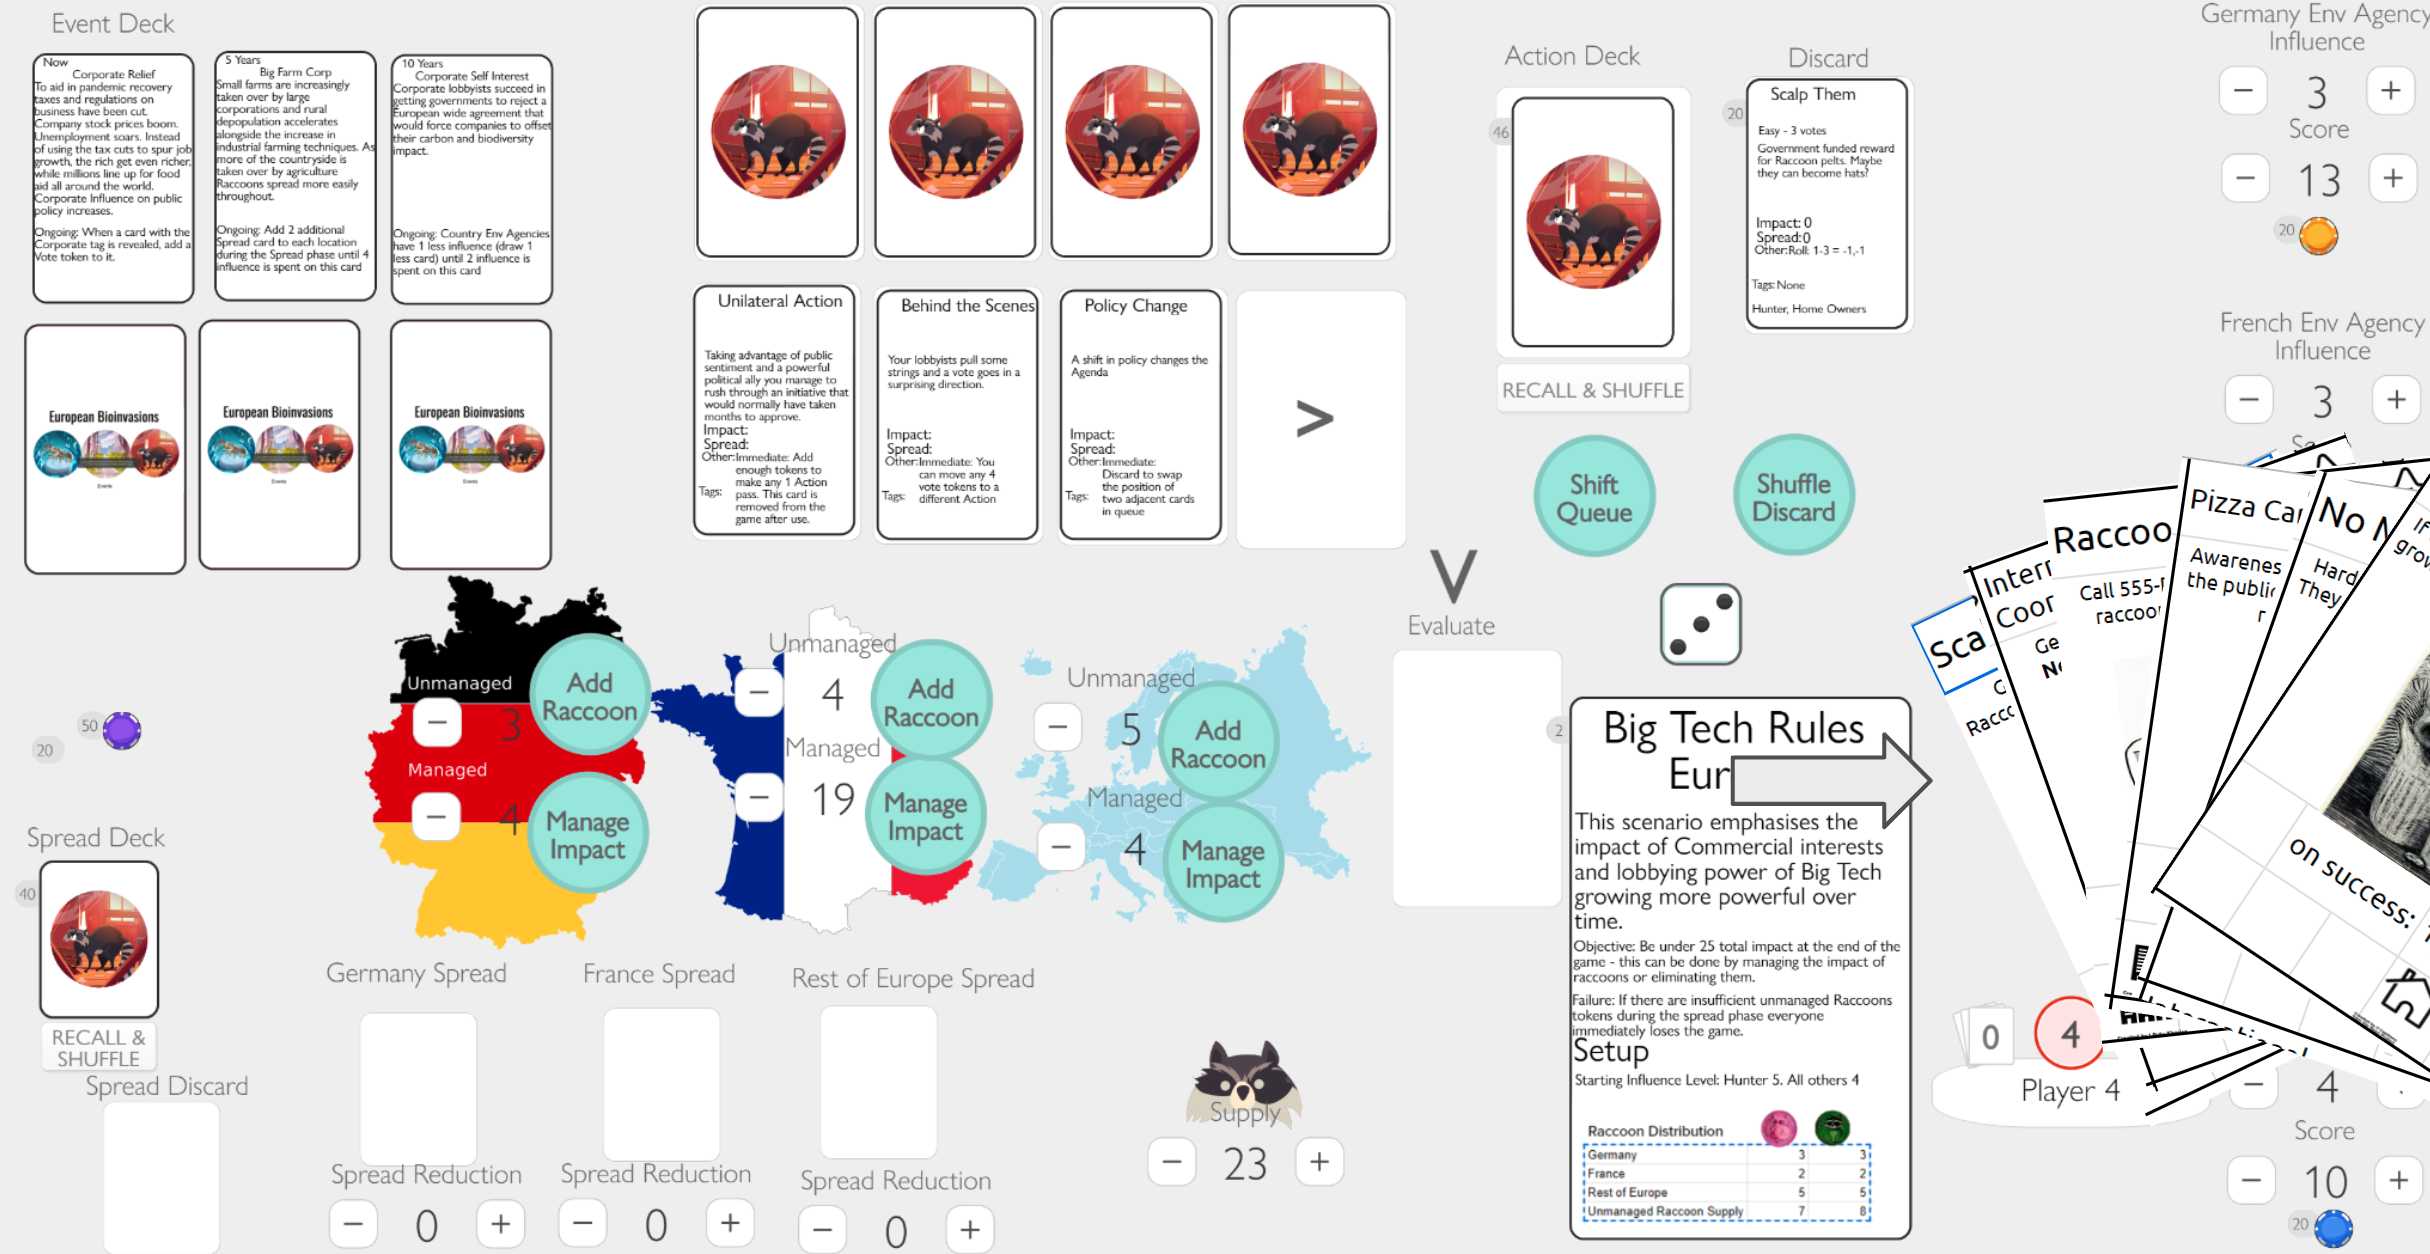 Event Deck
Now
Corporate Relief
To aid in pandemic recovery
taxes and regulations on
business have been cut.
Company stock prices boom.
Unemployment soars. Instead
of using the tax cuts to spur job
growth, the rich get even richer,
while millions line up for food
aid all around the world.
Corporate Influence on public
policy increases.
Ongoing: When a card with the
Corporate tag is revealed, add a
Vote token to it.
5 Years
Big Farm Corp
Small farms are increasingly
taken over by large
corporations and rural
depopulation accelerates
alongside the increase in
industrial farming techniques. As
more of the countryside is
taken over by agriculture
Raccoons spread more easily
throughout.
Ongoing: Add 2 additional
Spread card to each location
during the Spread phase until 4
influence is spent on this card
10 Years
Corporate Self Interest
Corporate lobbyists succeed in
getting governments to reject a
European wide agreement that
would force companies to offset
their carbon and biodiversity
impact.
Ongoing: Country Env Agencies
have 1 less influence (draw 1
less card) until 2 influence is
spent on this card
European Bioinvasions
Events
European Bioinvasions
Events
European Bioinvasions
Events
Unilateral Action
Taking advantage of public
sentiment and a powerful
political ally you manage to
rush through an initiative that
would normally have taken
months to approve.
Impact:
Spread:
Other: Immediate: Add
enough tokens to
make any 1 Action
pass. This card is
removed from the
game after use.
Tags:
Behind the Scenes
Your lobbyists pull some
strings and a vote goes in a
surprising direction.
Impact:
Spread:
Other: Immediate: You
can move any 4
vote tokens to a
different Action
Tags:
Policy Change
A shift in policy changes the
Agenda
Impact:
Spread:
Other: Immediate:
Discard to swap
the position of
two adjacent cards
in queue
Tags:
>
Action Deck
46
RECALL & SHUFFLE
Discard
20
Scalp Them
Easy - 3 votes
Government funded reward
for Raccoon pelts. Maybe
they can become hats?
Impact: 0
Spread:0
Other:Roll: 1-3 = -1,-1
Tags: None
Hunter, Home Owners
Shift
Queue
Shuffle
Discard
Germany Env Agency
Influence
− 3 +
Score
− 13 +
20
French Env Agency
Influence
− 3 +
V
Evaluate
50
20
Unmanaged
− 3
Add
Raccoon
Managed
− 4
Manage
Impact
Unmanaged
− 4
Add
Raccoon
Managed
− 19
Manage
Impact
Unmanaged
− 5
Add
Raccoon
Managed
− 4
Manage
Impact
Spread Deck
40
RECALL &
SHUFFLE
Spread Discard
Germany Spread
Spread Reduction
− 0 +
France Spread
Spread Reduction
− 0 +
Rest of Europe Spread
Spread Reduction
− 0 +
Supply
− 23 +
2
Big Tech Rules
Eur
This scenario emphasises the
impact of Commercial interests
and lobbying power of Big Tech
growing more powerful over
time.
Objective: Be under 25 total impact at the end of the
game - this can be done by managing the impact of
raccoons or eliminating them.
Failure: If there are insufficient unmanaged Raccoons
tokens during the spread phase everyone
immediately loses the game.
Setup
Starting Influence Level: Hunter 5. All others 4
Raccoon Distribution
Germany 3 3
France 2 2
Rest of Europe 5 5
Unmanaged Raccoon Supply 7 8
Sca
G
Racco
Interr
Coor
Ge
Raccoo
Call 555-
raccoo
Pizza Ca
Awarenes
the public
r
No
Hard
They
If
grow
on success:
0
4
Player 4
− 4
Score
− 10 +
20